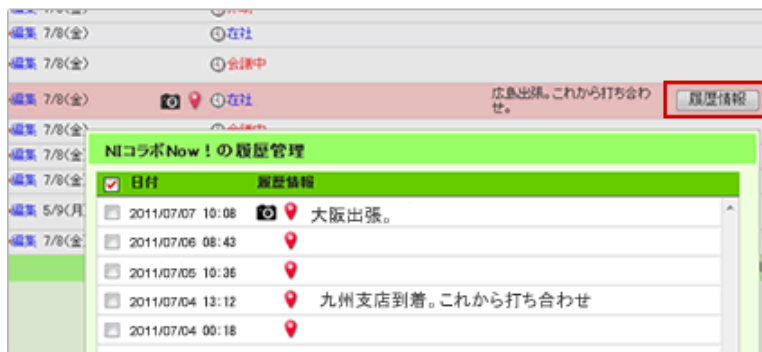 編集 7/8(金) 在社
編集 7/8(金) 会議中
編集 7/8(金) 在社 広島出張。これから打ち合わせ。 履歴情報
編集 7/8(金) 会議中
編集 7/8(金)
編集 7/8(金)
編集 5/9(月)
編集 7/8(金)
NIコラボNow!の履歴管理
日付 履歴情報
2011/07/07 10:08 大阪出張。
2011/07/06 08:43
2011/07/05 10:36
2011/07/04 13:12 九州支店到着。これから打ち合わせ
2011/07/04 00:18